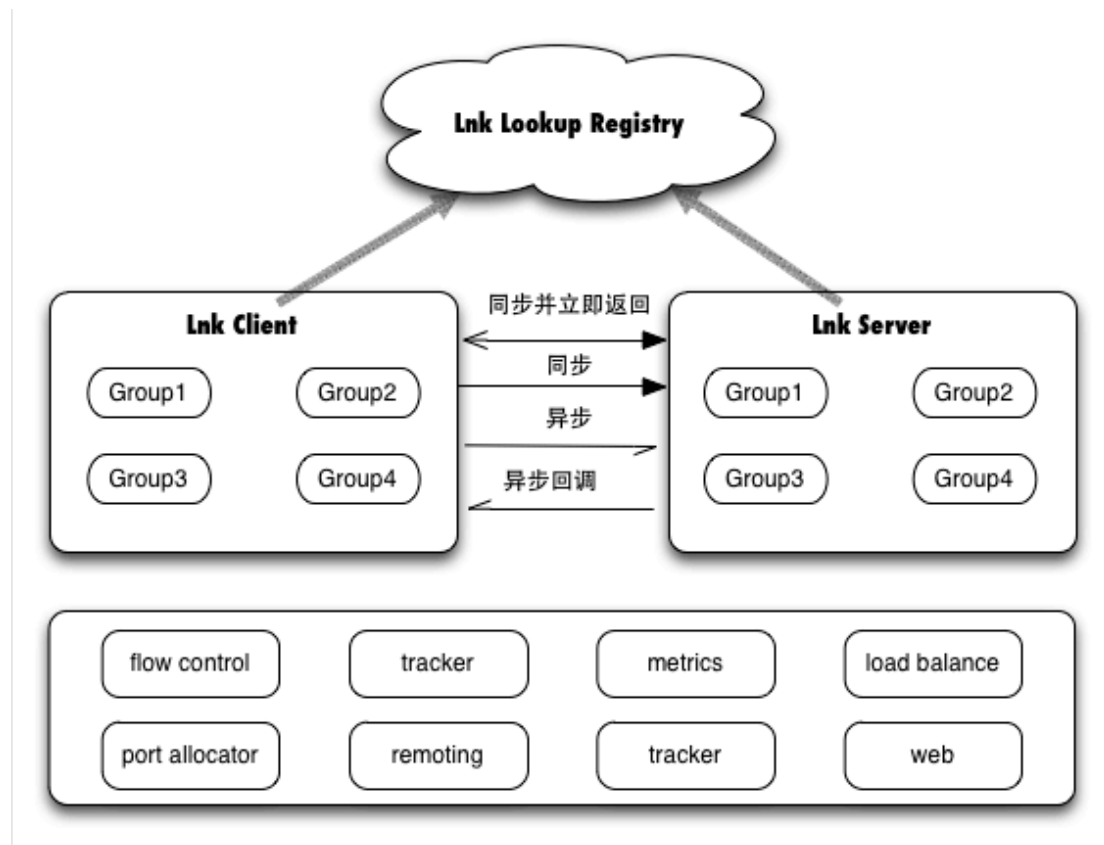 Lnk Lookup Registry
Lnk Client
同步并立即返回
Lnk Server
同步
Group1
Group2
Group1
Group2
异步
Group3
Group4
异步回调
Group3
Group4
flow control
tracker
metrics
load balance
port allocator
remoting
tracker
web